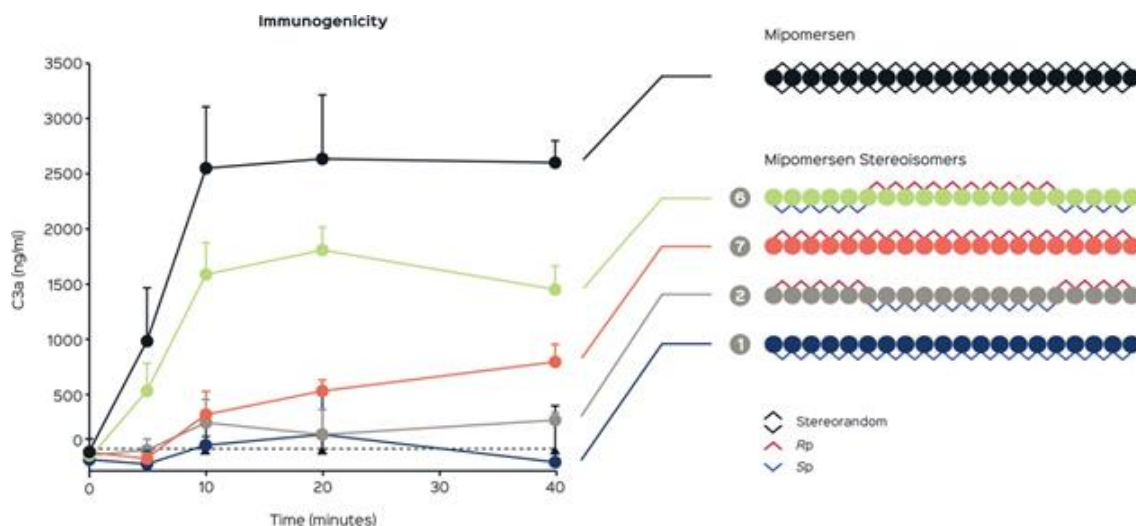 Immunogenicity
C3a (ng/ml)
3500
3000
2500
2000
1500
1000
500
0
0
10
20
30
40
Time (minutes)
Mipomersen
Mipomersen Stereoisomers
6
7
2
1
Stereorandom
Rp
Sp